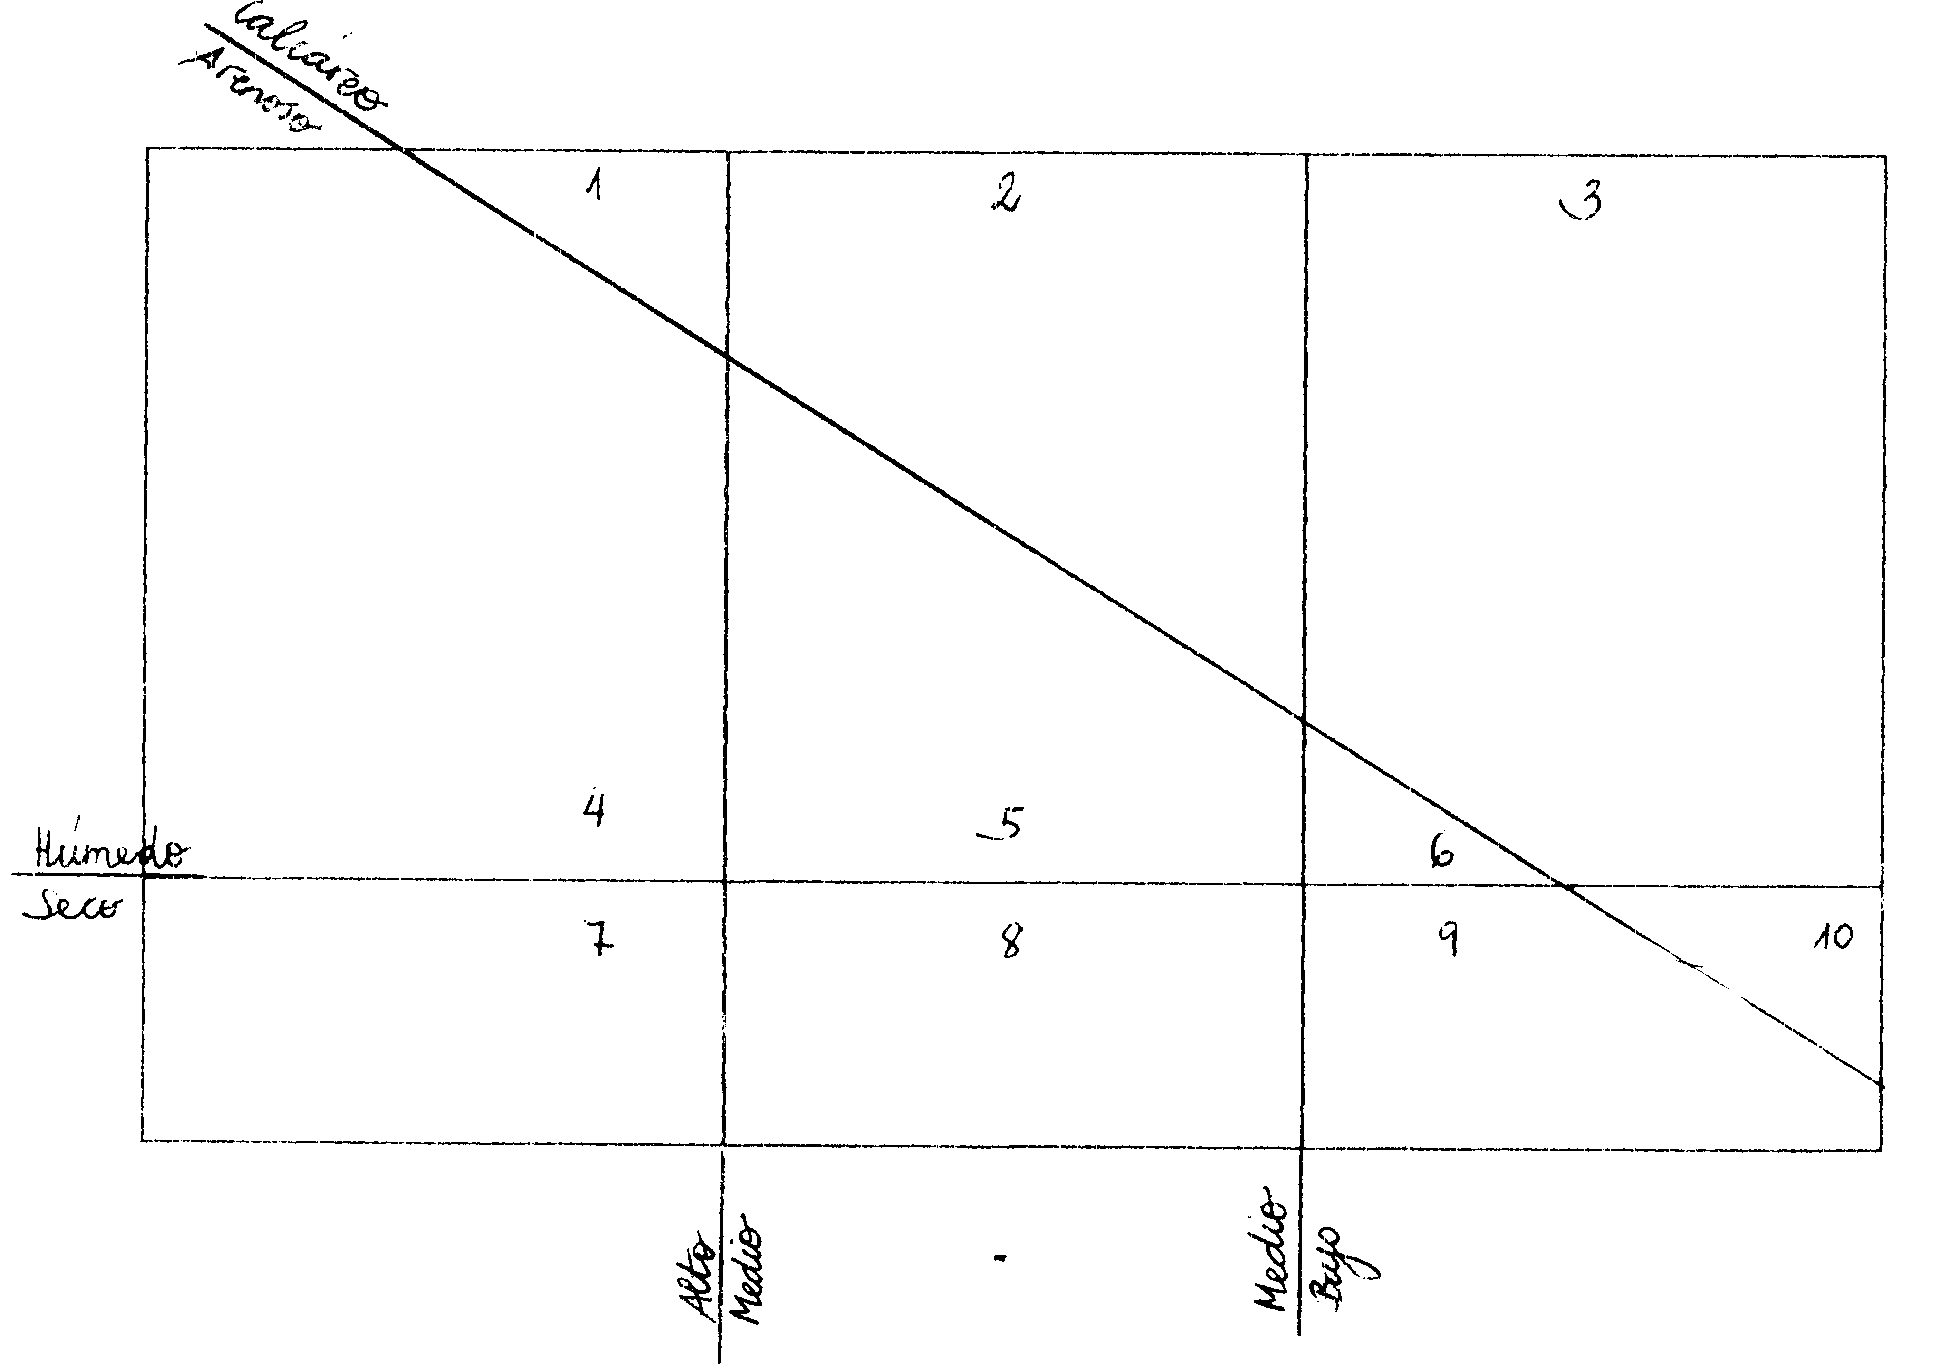 Calcáreo
Arenoso
1 2 3
4 5 6
Húmedo
Seco
7 8 9 10
Alto
Medio
Medio
Bajo